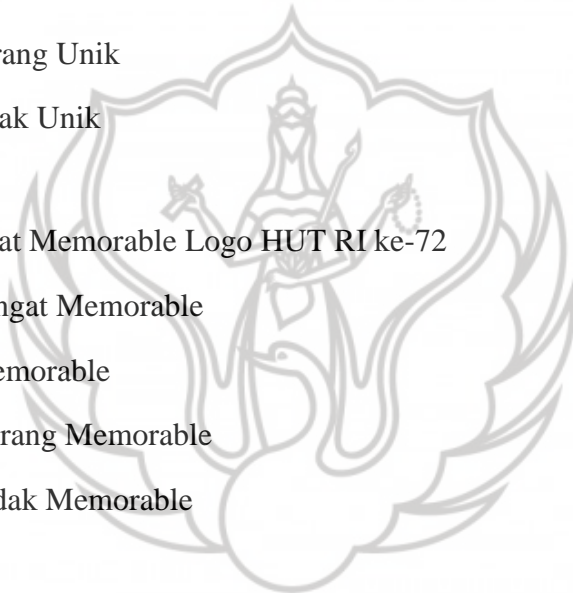 rang Unik
ak Unik
at Memorable Logo HUT RI ke-72
ngat Memorable
emorable
rang Memorable
dak Memorable